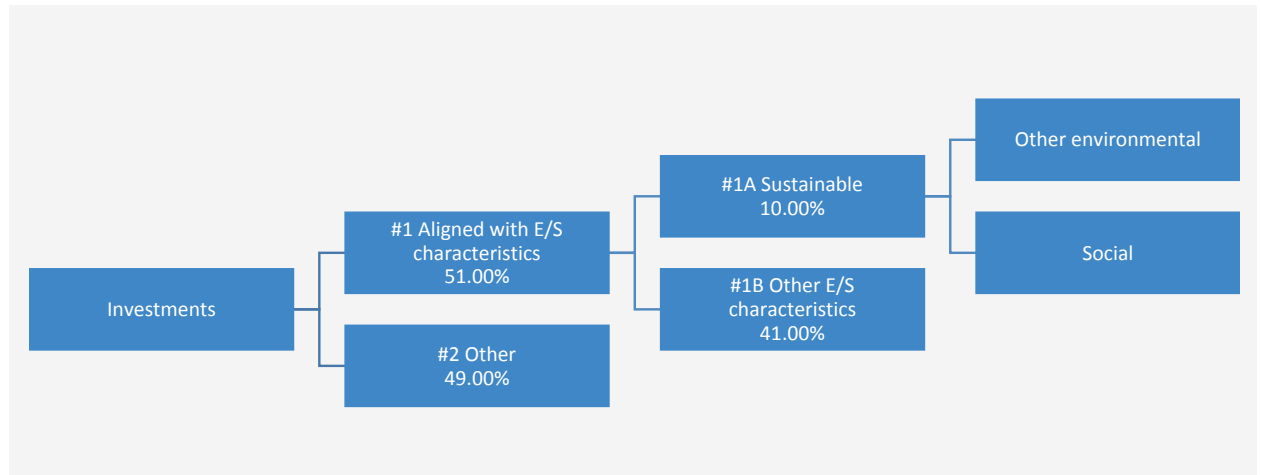 Investments
#1 Aligned with E/S
characteristics
51.00%
#2 Other
49.00%
#1A Sustainable
10.00%
#1B Other E/S
characteristics
41.00%
Other environmental
Social